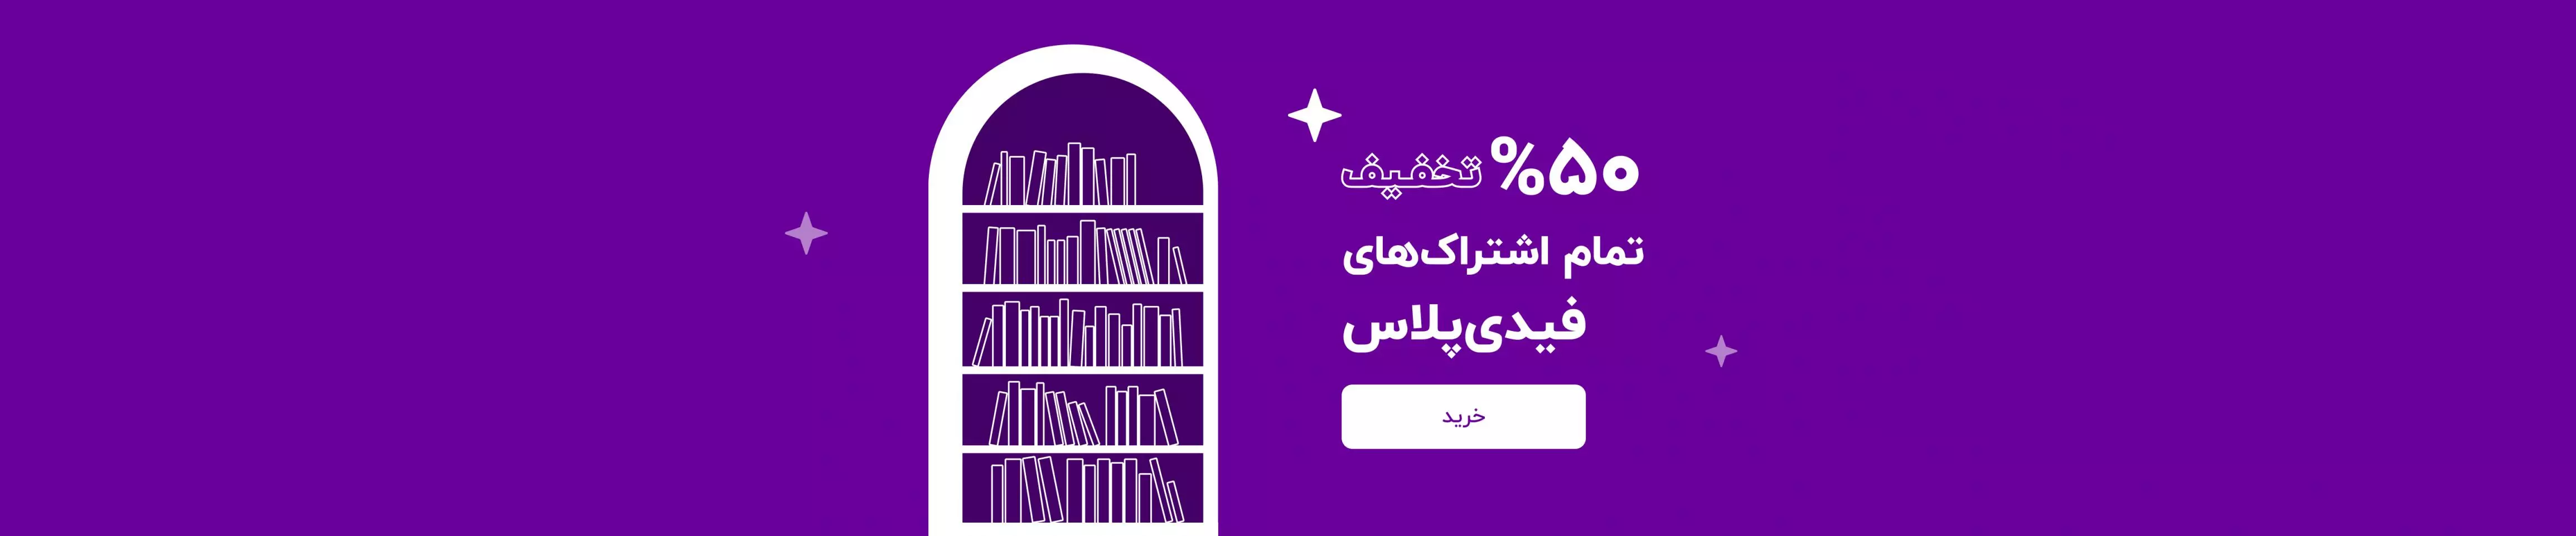 ۵۰% تخفیف
تمام اشتراک‌های
فیدی‌پلاس
خرید